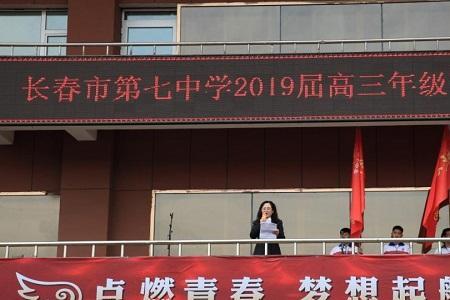 长春市第七中学2019届高三年级
点燃青春 梦想起航